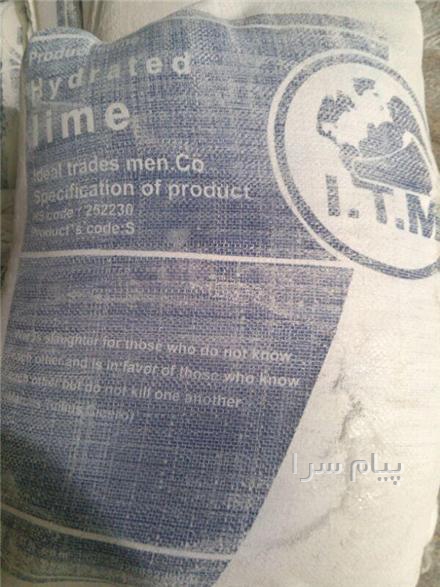 Hydrated
lime
Ideal trades men.Co
Specification of product
HS code : 252230
Product's code:S
I.T.M
slaughter for those who do not know
each other and is in favor of those who know
each other but do not kill one another
پیام سرا